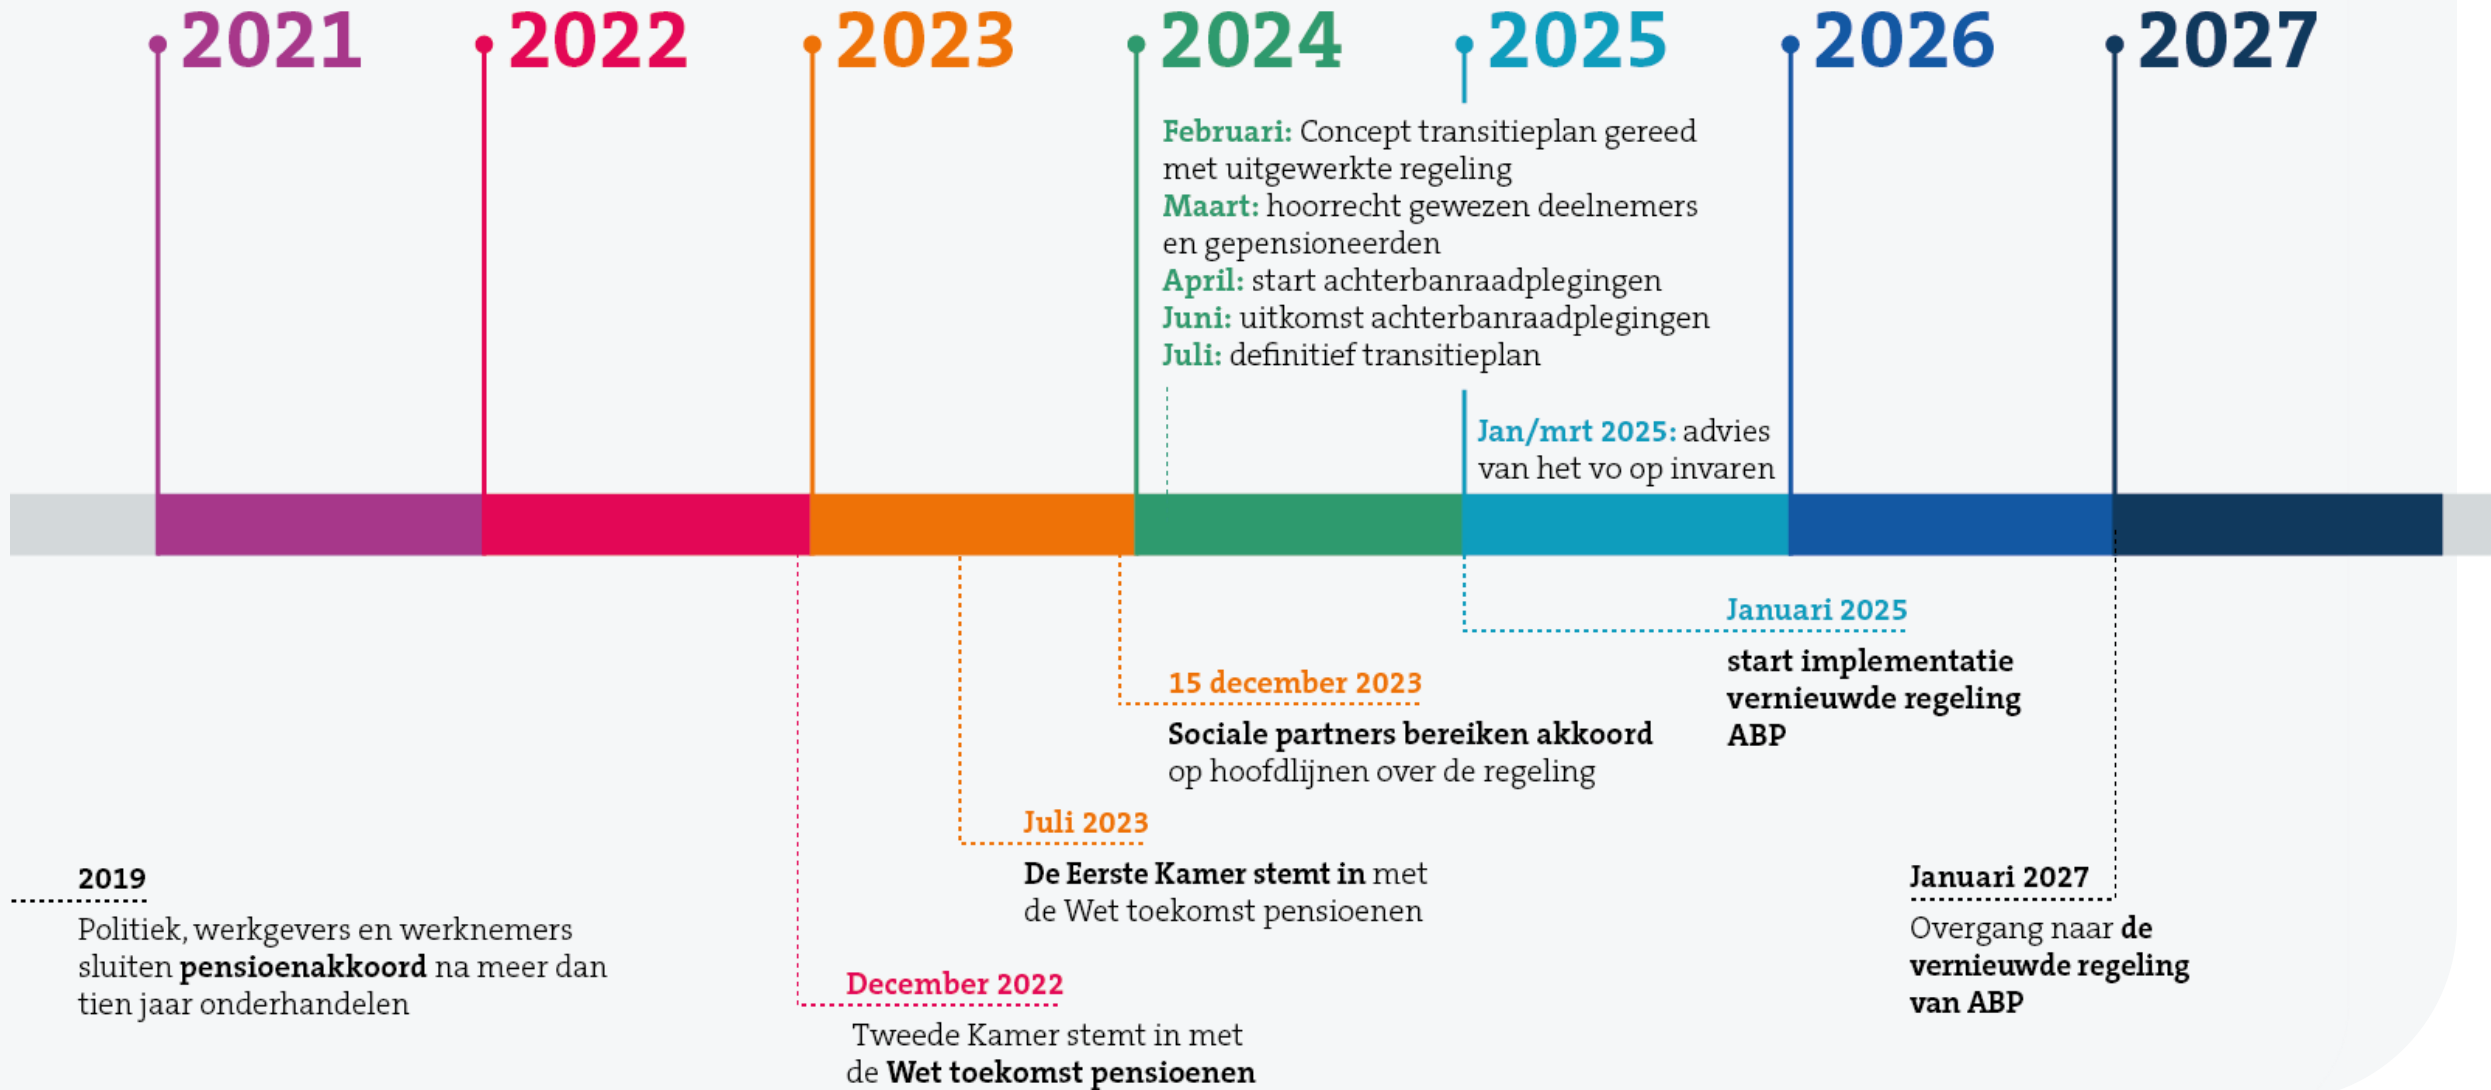 2021
2022
2023
2024
2025
2026
2027
Februari: Concept transitieplan gereed
met uitgewerkte regeling
Maart: hoorrecht gewezen deelnemers
en gepensioneerden
April: start achterbanraadplegingen
Juni: uitkomst achterbanraadplegingen
Juli: definitief transitieplan
Jan/mrt 2025: advies
van het vo op invaren
Januari 2025
start implementatie
vernieuwde regeling
ABP
15 december 2023
Sociale partners bereiken akkoord
op hoofdlijnen over de regeling
Juli 2023
De Eerste Kamer stemt in met
de Wet toekomst pensioenen
2019
Politiek, werkgevers en werknemers
sluiten pensioenakkoord na meer dan
tien jaar onderhandelen
Januari 2027
Overgang naar de
vernieuwde regeling
van ABP
December 2022
Tweede Kamer stemt in met
de Wet toekomst pensioenen